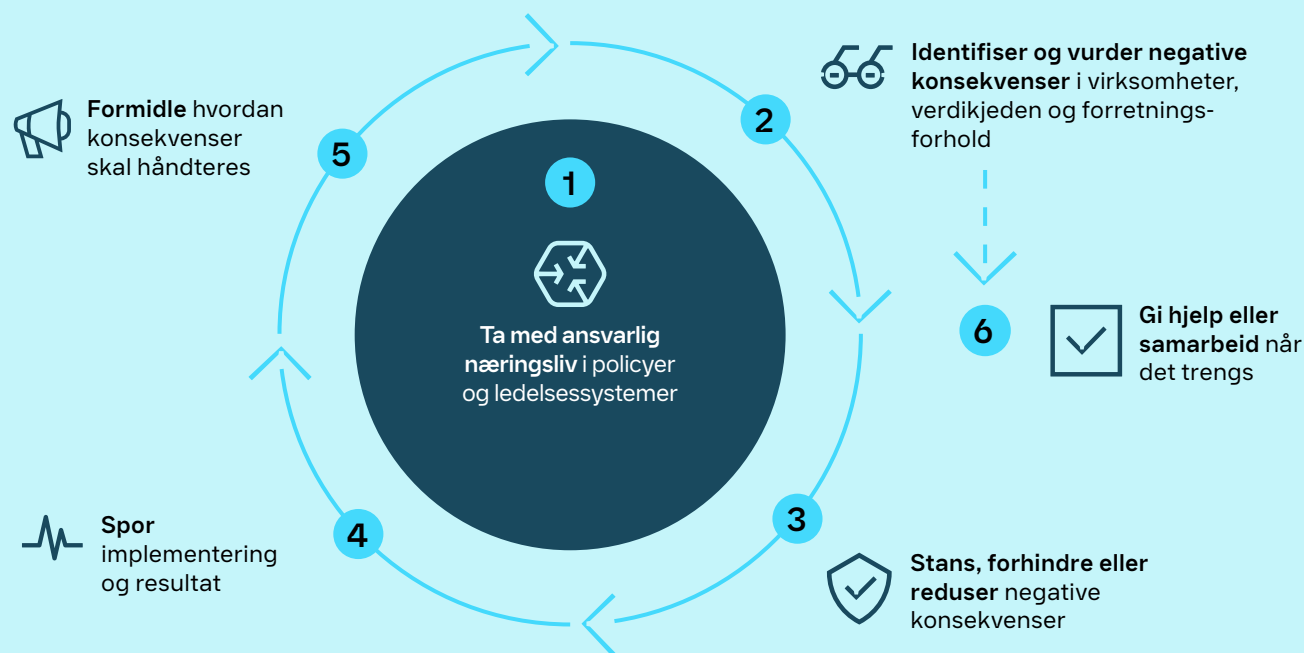 1
Ta med ansvarlig
næringsliv i policyer
og ledelsessystemer
2
Identifiser og vurder negative
konsekvenser i virksomheter,
verdikjeden og forretnings-
forhold
3
Stans, forhindre eller
reduser negative
konsekvenser
4
Spor
implementering
og resultat
5
Formidle hvordan
konsekvenser
skal håndteres
6
Gi hjelp eller
samarbeid når
det trengs